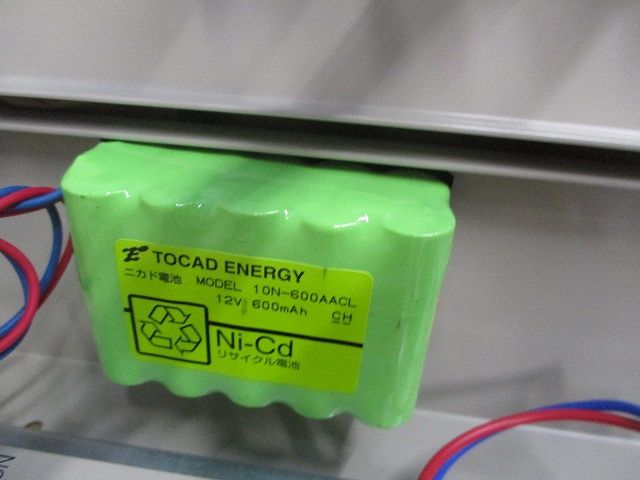 TOCAD ENERGY
ニカド電池 MODEL 10N-600AACL
12V 600mAh CH
Ni-Cd
リサイクル電池